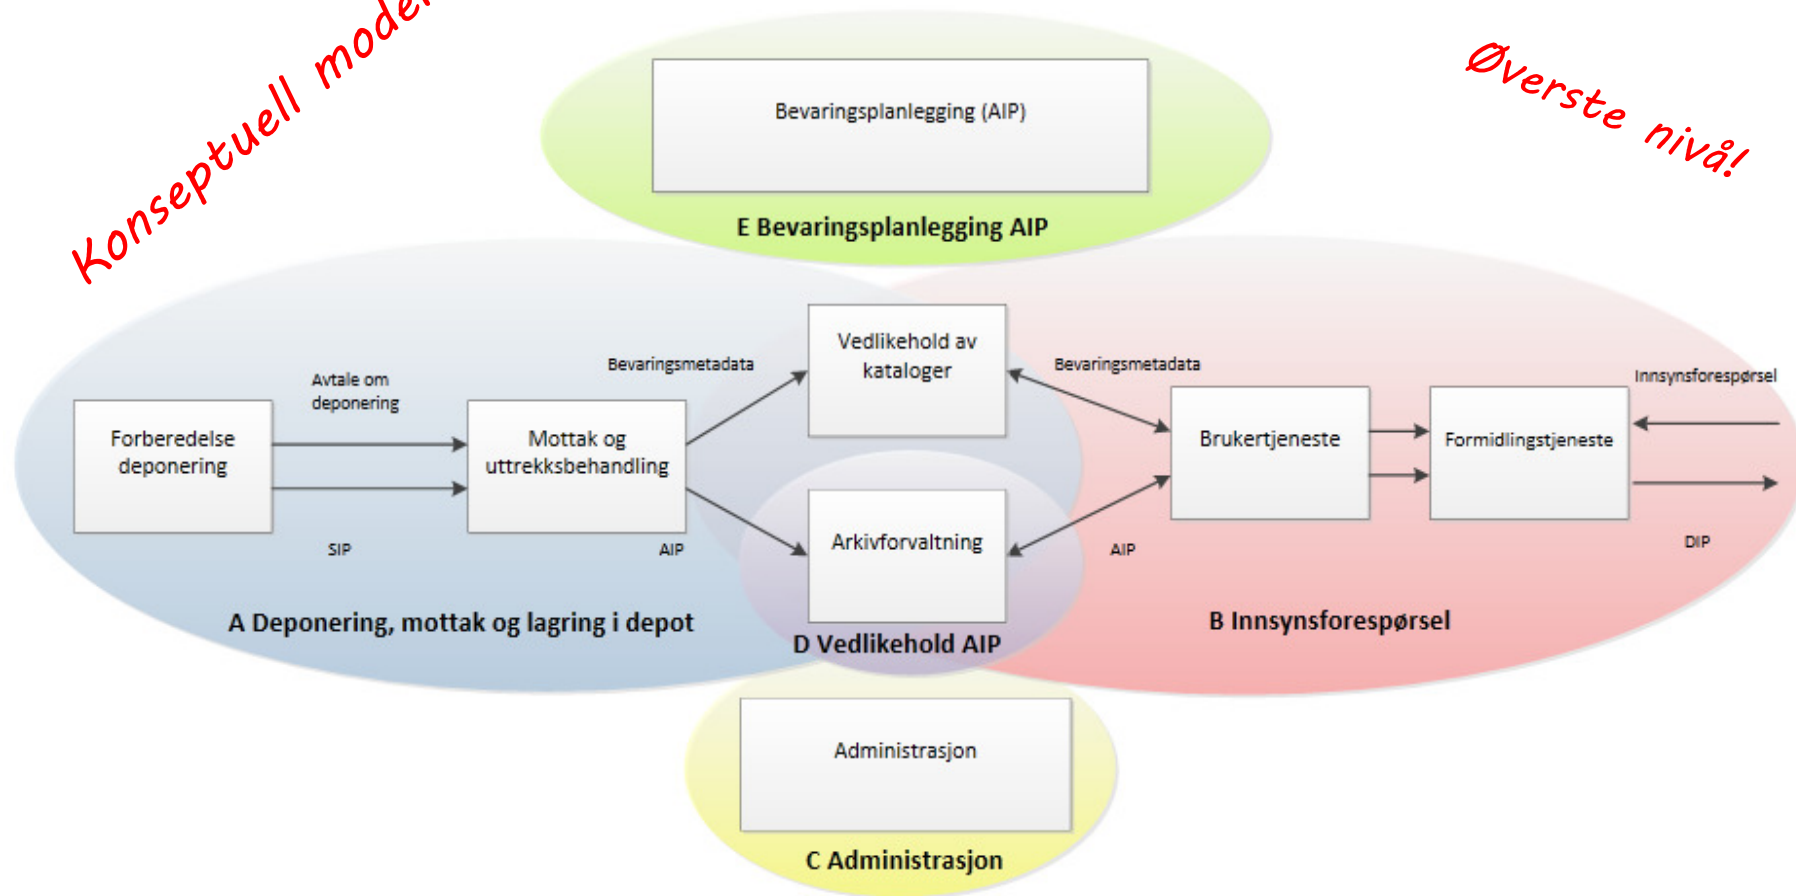 Konseptuell
Øverste nivå!
Bevaringsplanlegging (AIP)
E Bevaringsplanlegging AIP
Vedlikehold av
kataloger
Bevaringsmetadata
Bevaringsmetadata
Innsynsforespørsel
Avtale om
deponering
Forberedelse
deponering
Mottak og
uttrekksbehandling
Brukertjeneste
Formidlingstjeneste
Arkivforvaltning
SIP
AIP
AIP
DIP
A Deponering, mottak og lagring i depot
B Innsynsforespørsel
D Vedlikehold AIP
Administrasjon
C Administrasjon